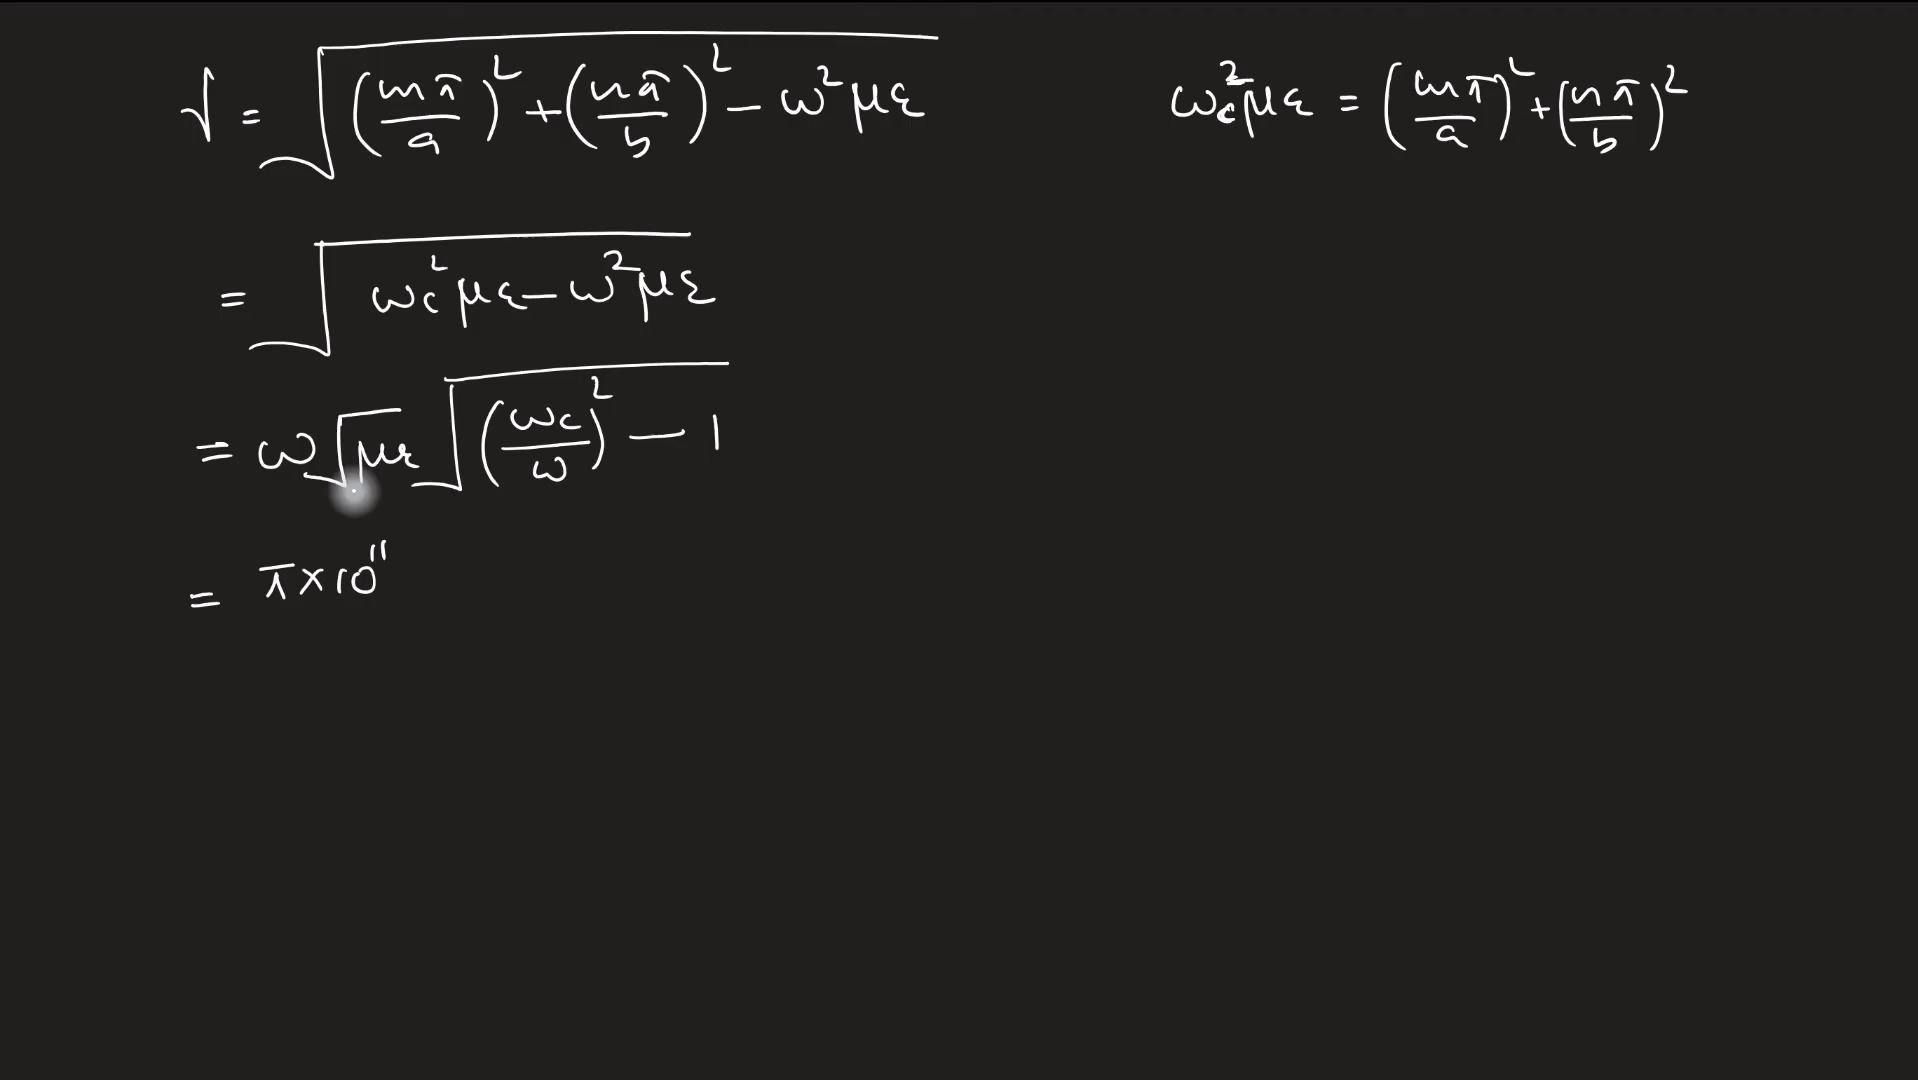 γ = √((mπ/a)² + (nπ/b)² − ω²με)
ωc²με = (mπ/a)² + (nπ/b)²
= √(ωc²με − ω²με)
= ω√με √((ωc/ω)² − 1)
= π×10¹¹